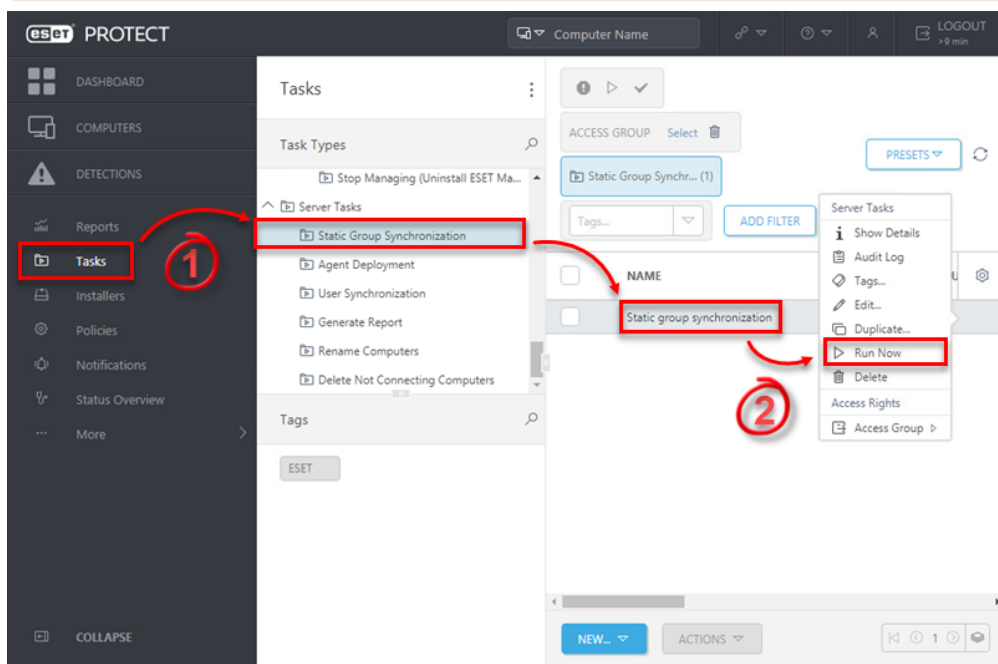 eset PROTECT
Computer Name
LOGOUT
>9 min
DASHBOARD
COMPUTERS
DETECTIONS
Reports
Tasks
Installers
Policies
Notifications
Status Overview
More
COLLAPSE
1
Tasks
Task Types
Stop Managing (Uninstall ESET Ma...
Server Tasks
Static Group Synchronization
Agent Deployment
User Synchronization
Generate Report
Rename Computers
Delete Not Connecting Computers
Tags
ESET
ACCESS GROUP Select
PRESETS
Static Group Synchr... (1)
Tags...
ADD FILTER
NAME
Static group synchronization
2
Server Tasks
Show Details
Audit Log
Tags...
Edit...
Duplicate...
Run Now
Delete
Access Rights
Access Group
NEW...
ACTIONS
1